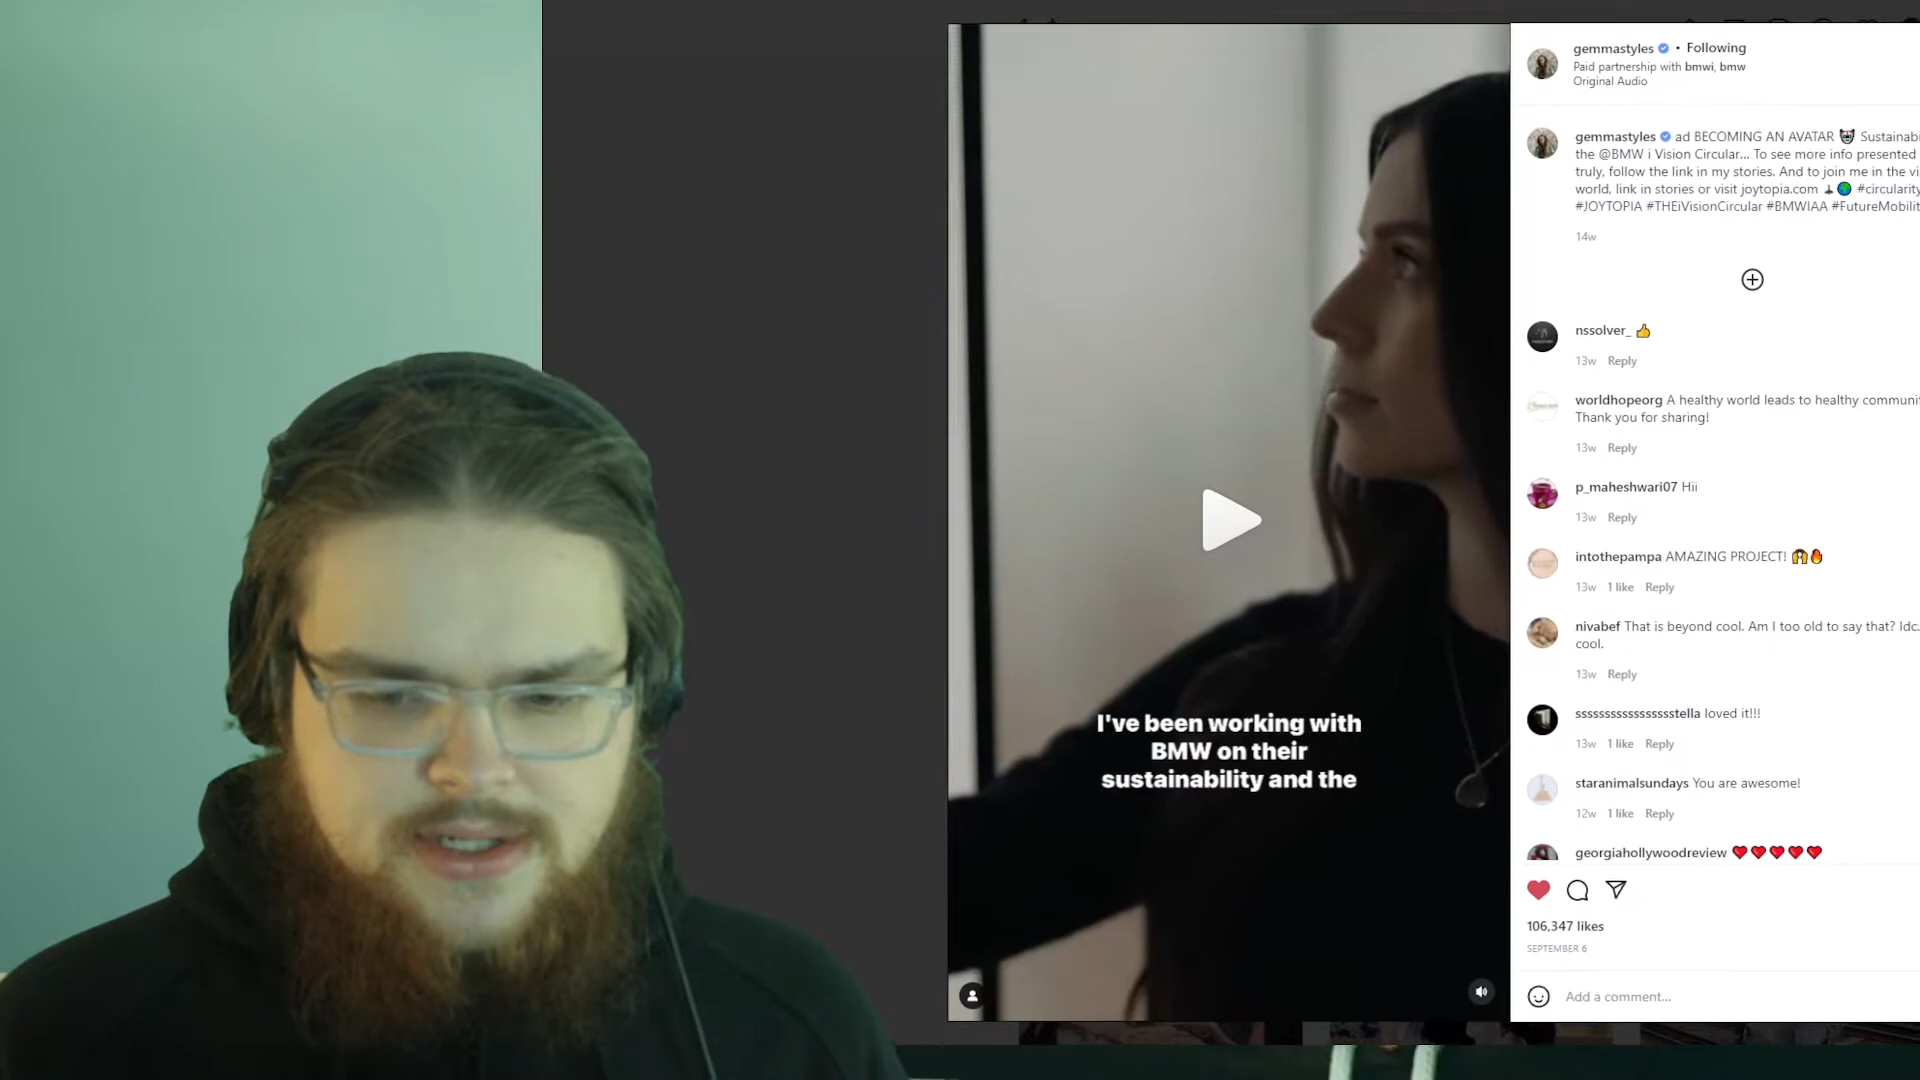 gemmastyles • Following
Paid partnership with bmwi, bmw
Original Audio
gemmastyles ad BECOMING AN AVATAR
the @BMW i Vision Circular... To see more info presented
truly, follow the link in my stories. And to join me in the
world, link in stories or visit joytopia.com #circularity
#JOYTOPIA #THEiVisionCircular #BMWIAA
14w
nssolver_ 👍
13w Reply
worldhopeorg A healthy world leads to healthy
Thank you for sharing!
13w Reply
p_maheshwari07 Hii
13w Reply
intothepampa AMAZING PROJECT! 🔥
13w 1 like Reply
nivabef That is beyond cool. Am I too old to say that? Idc.
cool.
13w Reply
loved it!!!
13w 1 like Reply
staranimalsundays You are awesome!
12w 1 like Reply
georgiahollywoodreview ❤️❤️❤️❤️❤️
I've been working with
BMW on their
sustainability and the
106,347 likes
SEPTEMBER 6
Add a comment...